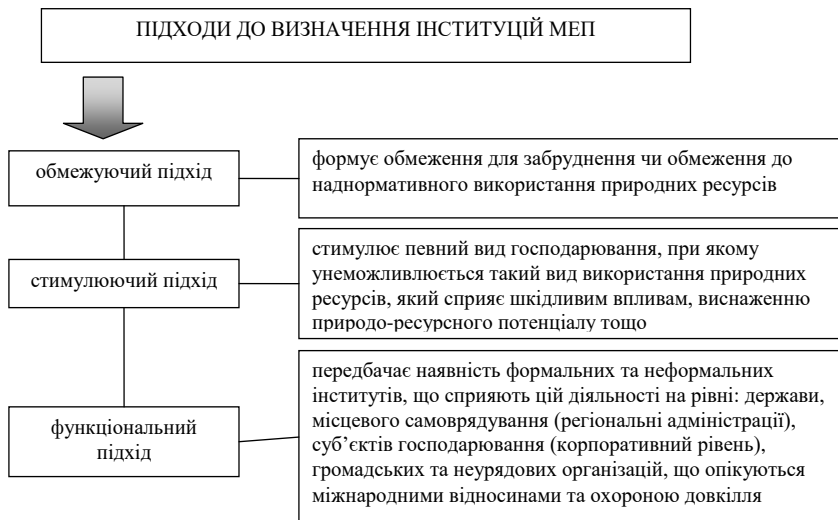 ПІДХОДИ ДО ВИЗНАЧЕННЯ ІНСТИТУЦІЙ МЕП
обмежуючий підхід
формує обмеження для забруднення чи обмеження до
наднормативного використання природних ресурсів
стимулюючий підхід
стимулює певний вид господарювання, при якому
унеможливлюється такий вид використання природних
ресурсів, який сприяє шкідливим впливам, виснаженню
природо-ресурсного потенціалу тощо
функціональний
підхід
передбачає наявність формальних та неформальних
інститутів, що сприяють цій діяльності на рівні: держави,
місцевого самоврядування (регіональні адміністрації),
суб’єктів господарювання (корпоративний рівень),
громадських та неурядових організацій, що опікуються
міжнародними відносинами та охороною довкілля